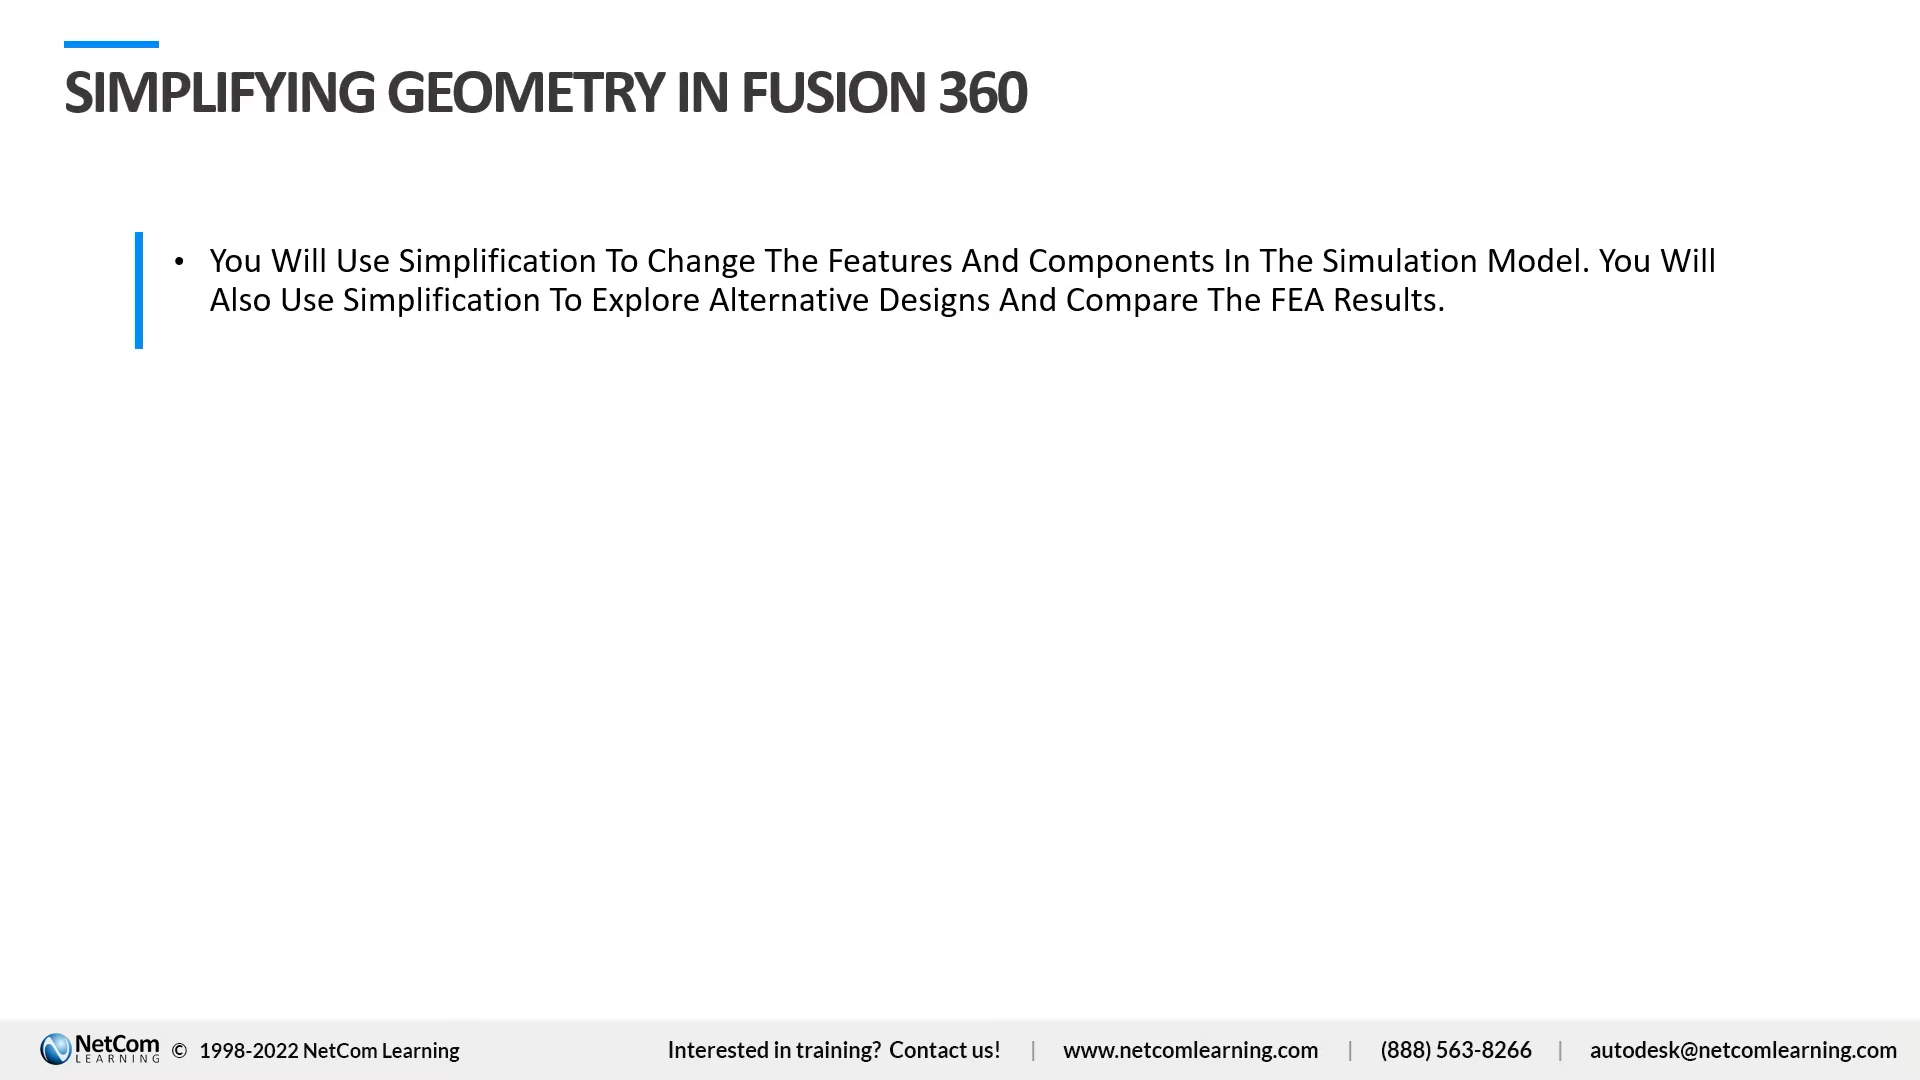 SIMPLIFYING GEOMETRY IN FUSION 360
• You Will Use Simplification To Change The Features And Components In The Simulation Model. You Will
Also Use Simplification To Explore Alternative Designs And Compare The FEA Results.
NetCom
LEARNING
© 1998-2022 NetCom Learning
Interested in training? Contact us! | www.netcomlearning.com | (888) 563-8266 | autodesk@netcomlearning.com